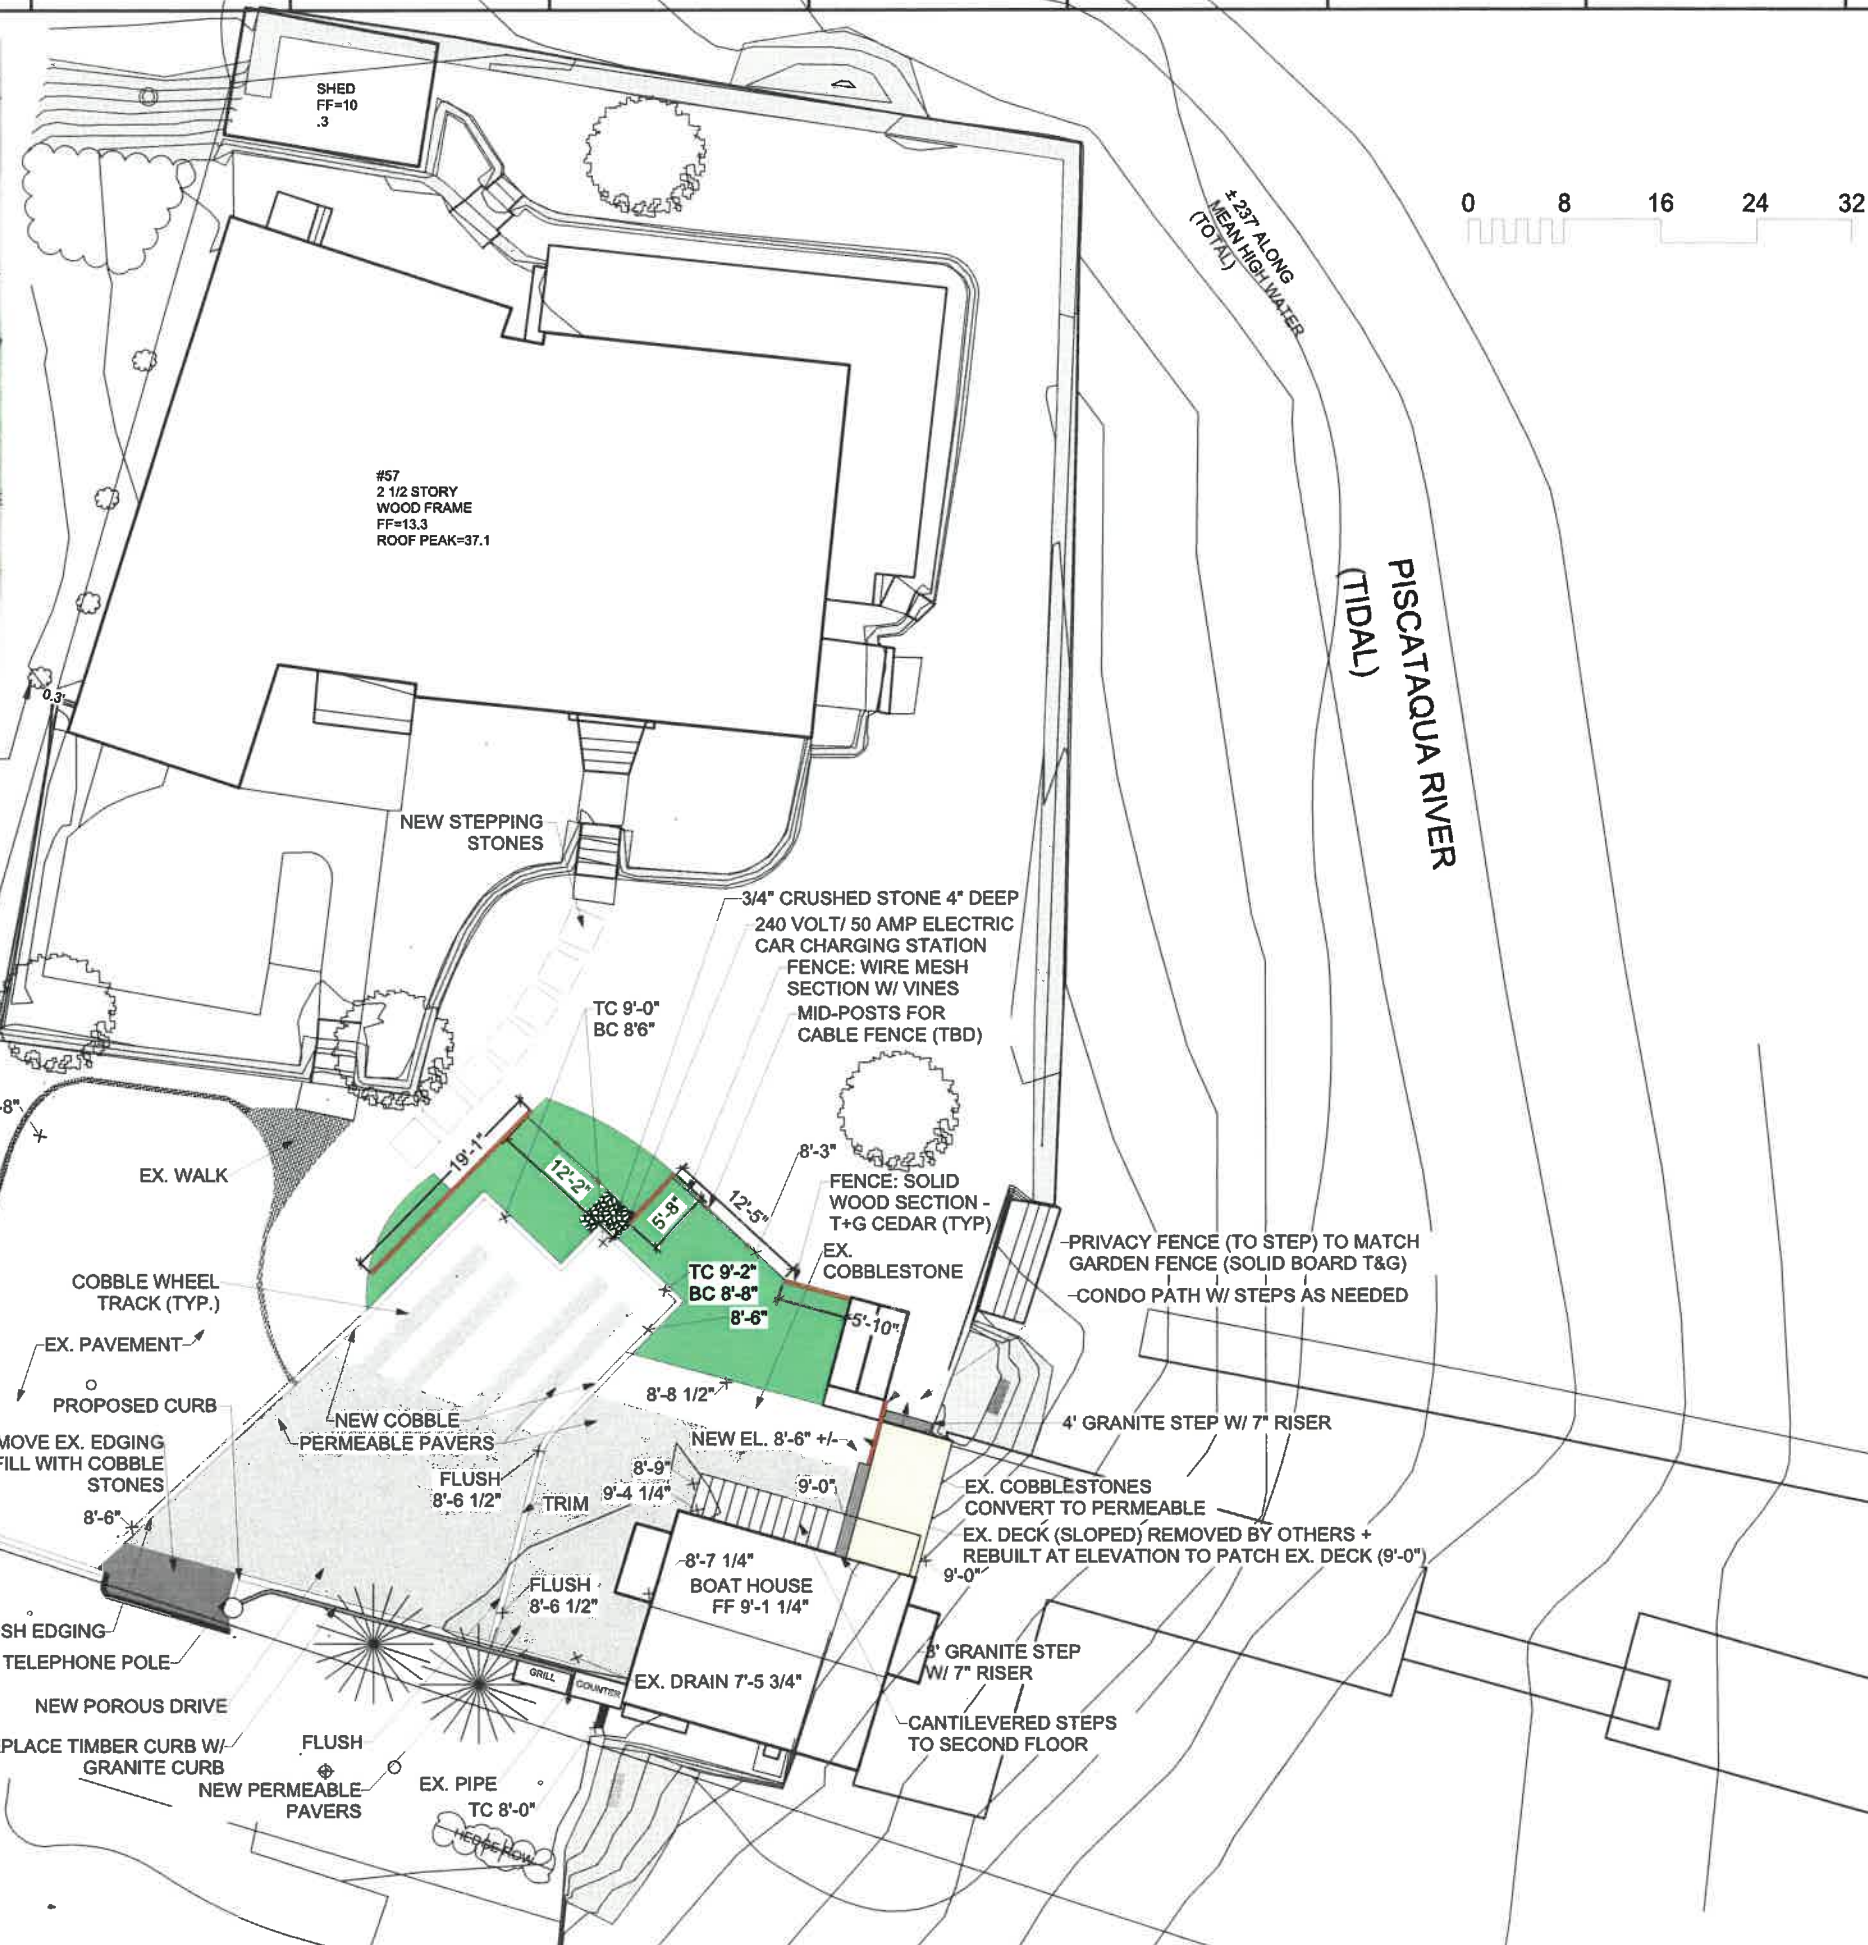 SHED
FF=10
.3
0 8 16 24 32
± 237' ALONG
MEAN HIGH WATER
(TOTAL)
#57
2 1/2 STORY
WOOD FRAME
FF=13.3
ROOF PEAK=37.1
PISCATAQUA RIVER
(TIDAL)
0.3'
NEW STEPPING
STONES
3/4" CRUSHED STONE 4" DEEP
240 VOLT/ 50 AMP ELECTRIC
CAR CHARGING STATION
FENCE: WIRE MESH
SECTION W/ VINES
MID-POSTS FOR
CABLE FENCE (TBD)
TC 9'-0"
BC 8'6"
-8"
EX. WALK
19'-1"
12'-2"
5'-8"
12'-5"
8'-3"
FENCE: SOLID
WOOD SECTION -
T+G CEDAR (TYP)
EX.
COBBLESTONE
TC 9'-2"
BC 8'-8"
8'-6"
5'-10"
PRIVACY FENCE (TO STEP) TO MATCH
GARDEN FENCE (SOLID BOARD T&G)
CONDO PATH W/ STEPS AS NEEDED
COBBLE WHEEL
TRACK (TYP.)
EX. PAVEMENT
PROPOSED CURB
MOVE EX. EDGING
FILL WITH COBBLE
STONES
8'-6"
NEW COBBLE
PERMEABLE PAVERS
8'-8 1/2"
NEW EL. 8'-6" +/-
4' GRANITE STEP W/ 7" RISER
FLUSH
8'-6 1/2"
TRIM
8'-9"
9'-4 1/4"
9'-0"
EX. COBBLESTONES
CONVERT TO PERMEABLE
EX. DECK (SLOPED) REMOVED BY OTHERS +
REBUILT AT ELEVATION TO PATCH EX. DECK (9'-0")
9'-0"
8'-7 1/4"
BOAT HOUSE
FF 9'-1 1/4"
FLUSH
8'-6 1/2"
SH EDGING
TELEPHONE POLE
GRILL
COUNTER
EX. DRAIN 7'-5 3/4"
3' GRANITE STEP
W/ 7" RISER
NEW POROUS DRIVE
CANTILEVERED STEPS
TO SECOND FLOOR
PLACE TIMBER CURB W/
GRANITE CURB
FLUSH
NEW PERMEABLE
PAVERS
EX. PIPE
TC 8'-0"
HEDGE ROW